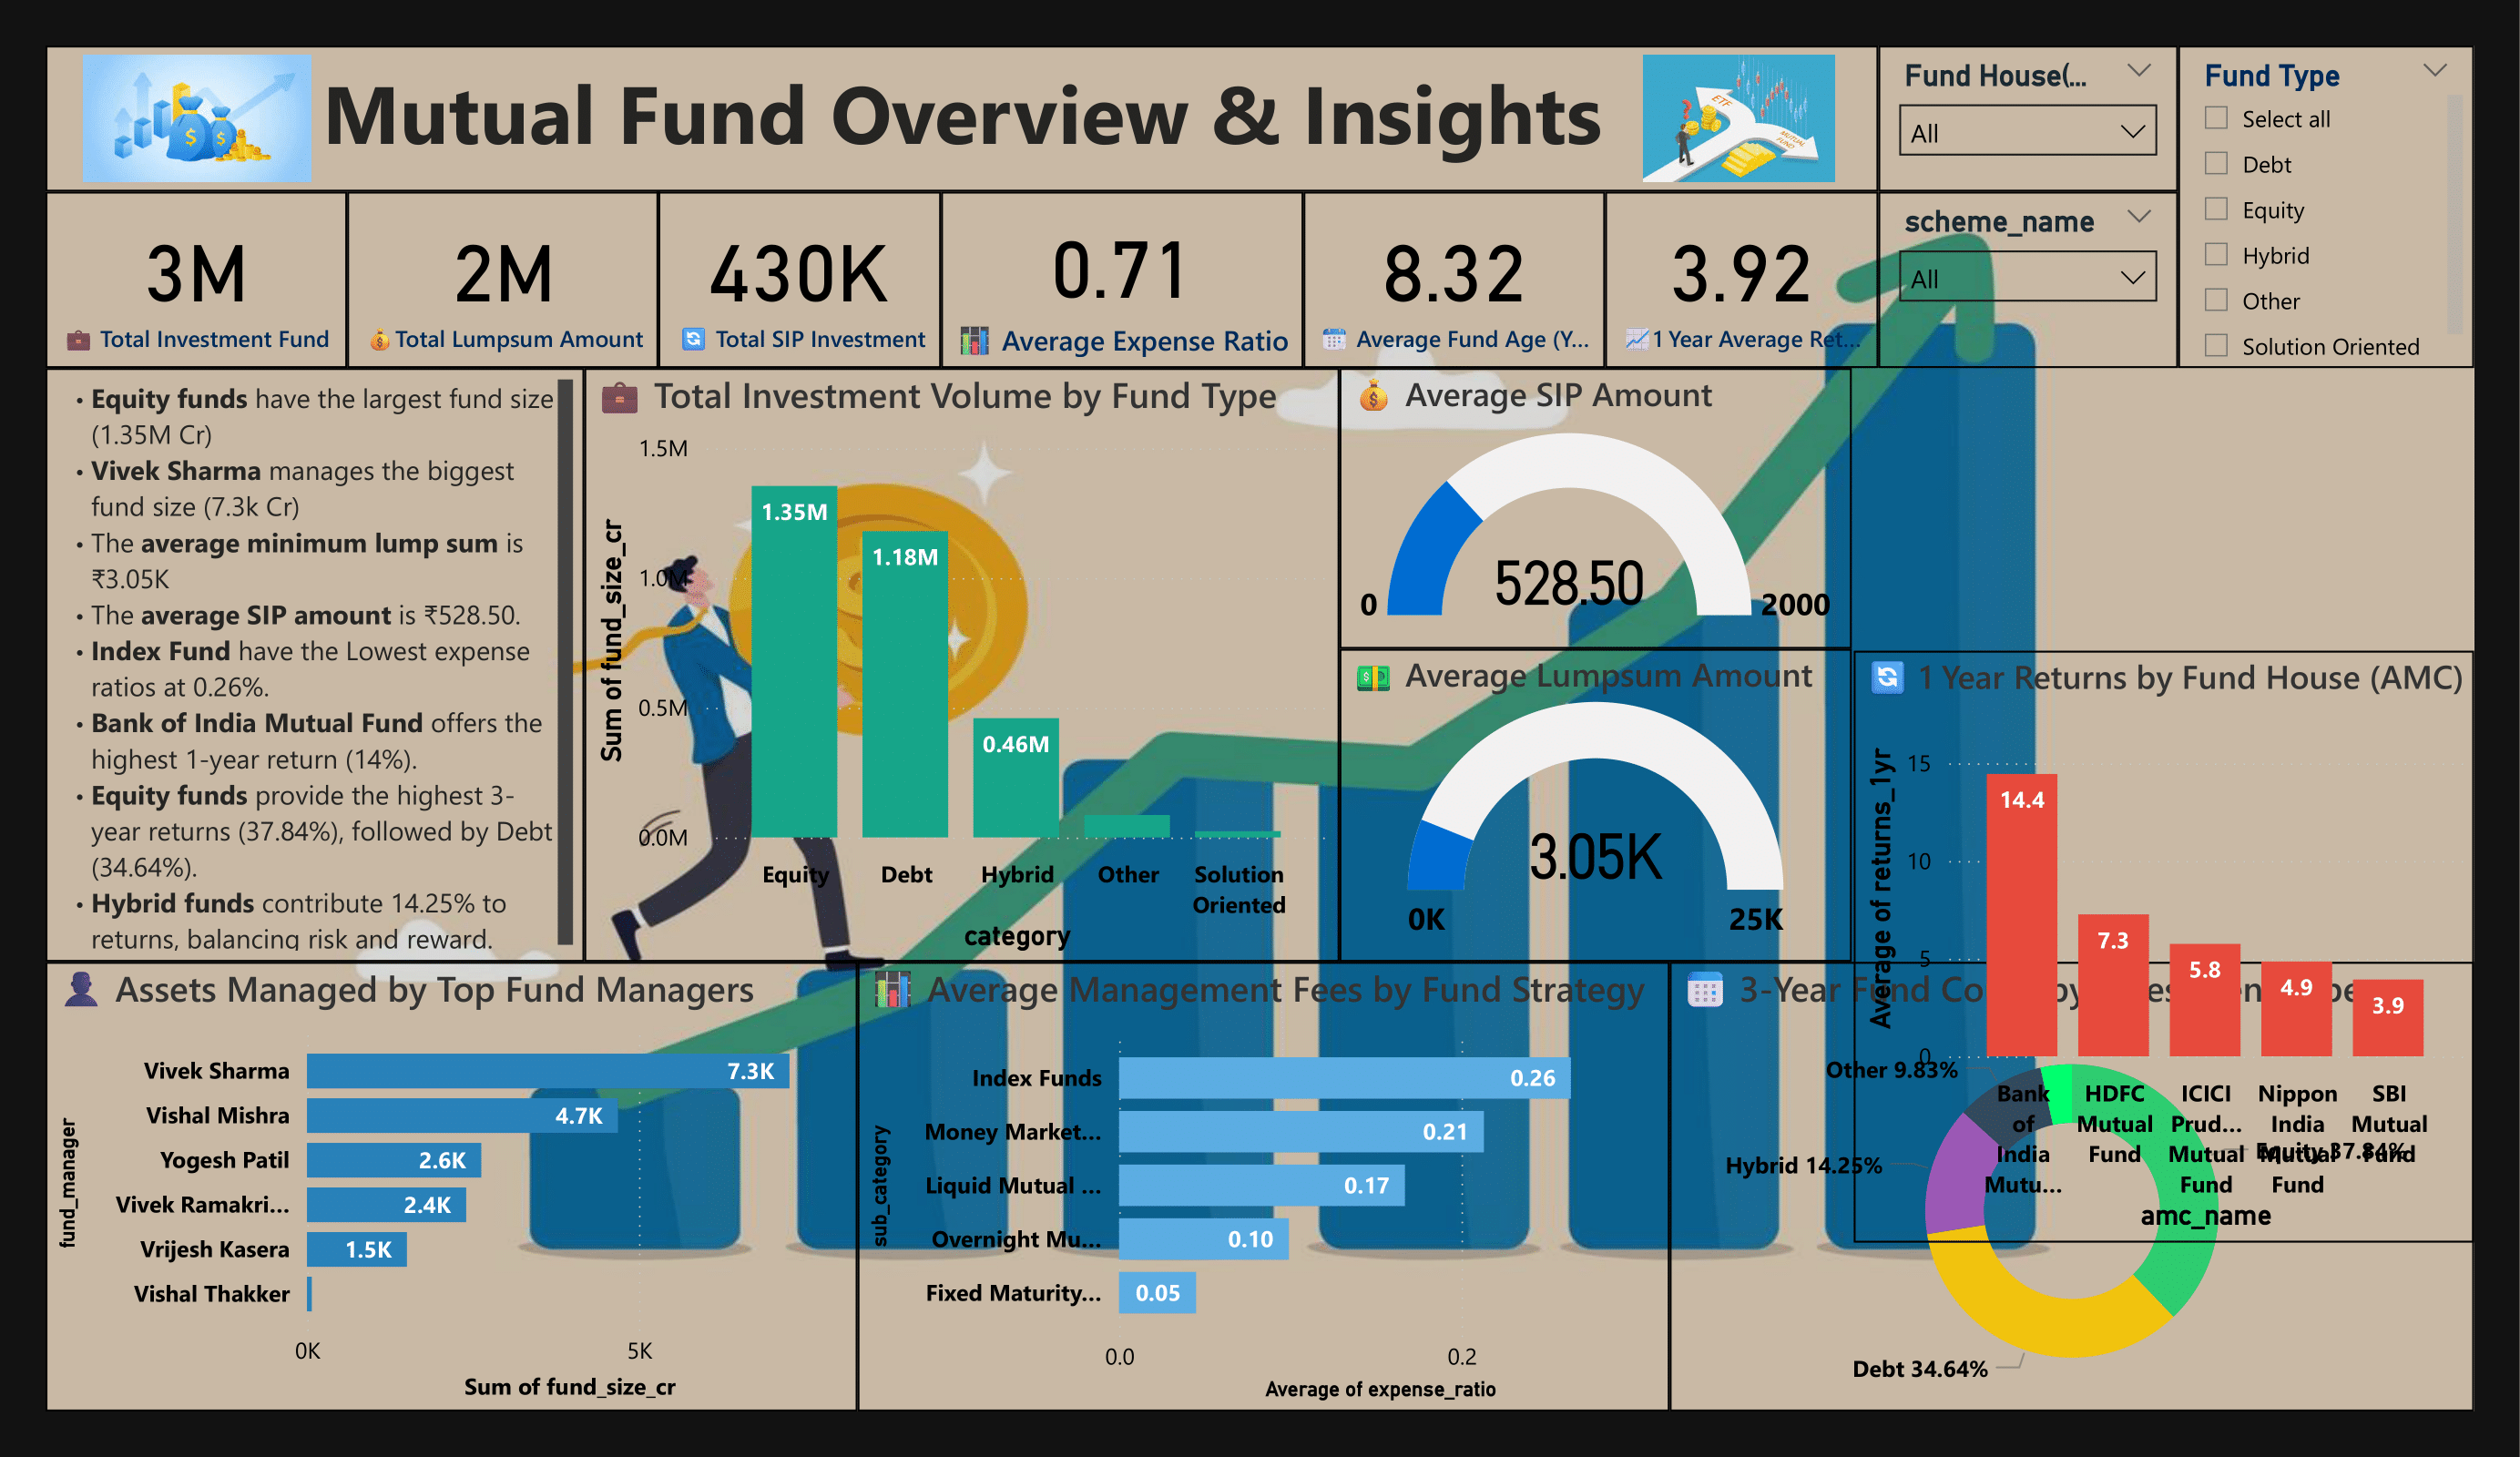 Mutual Fund Overview & Insights
ETF
MUTUAL
FUND
Fund House(...
All
scheme_name
All
Fund Type
Select all
Debt
Equity
Hybrid
Other
Solution Oriented
3M
Total Investment Fund
2M
Total Lumpsum Amount
430K
Total SIP Investment
0.71
Average Expense Ratio
8.32
Average Fund Age (Y...
3.92
1 Year Average Ret...
• Equity funds have the largest fund size
(1.35M Cr)
• Vivek Sharma manages the biggest
fund size (7.3k Cr)
• The average minimum lump sum is
₹3.05K
• The average SIP amount is ₹528.50.
• Index Fund have the Lowest expense
ratios at 0.26%.
• Bank of India Mutual Fund offers the
highest 1-year return (14%).
• Equity funds provide the highest 3-
year returns (37.84%), followed by Debt
(34.64%).
• Hybrid funds contribute 14.25% to
returns, balancing risk and reward.
Total Investment Volume by Fund Type
Sum of fund_size_cr
1.5M
1.0M
0.5M
0.0M
1.35M
1.18M
0.46M
Equity
Debt
Hybrid
Other
Solution
Oriented
category
Average SIP Amount
528.50
0
2000
Average Lumpsum Amount
3.05K
0K
25K
1 Year Returns by Fund House (AMC)
Average of returns_1yr
15
10
5
0
14.4
7.3
5.8
4.9
3.9
Bank
of
India
Mutu...
HDFC
Mutual
Fund
ICICI
Prud...
Mutual
Fund
Nippon
India
Mutual
Fund
SBI
Mutual
Fund
amc_name
Assets Managed by Top Fund Managers
fund_manager
Vivek Sharma 7.3K
Vishal Mishra 4.7K
Yogesh Patil 2.6K
Vivek Ramakri... 2.4K
Vrijesh Kasera 1.5K
Vishal Thakker
0K
5K
Sum of fund_size_cr
Average Management Fees by Fund Strategy
sub_category
Index Funds 0.26
Money Market... 0.21
Liquid Mutual ... 0.17
Overnight Mu... 0.10
Fixed Maturity... 0.05
0.0
0.2
Average of expense_ratio
3-Year Fund
Other 9.83%
Hybrid 14.25%
Equity 37.84%
Debt 34.64%